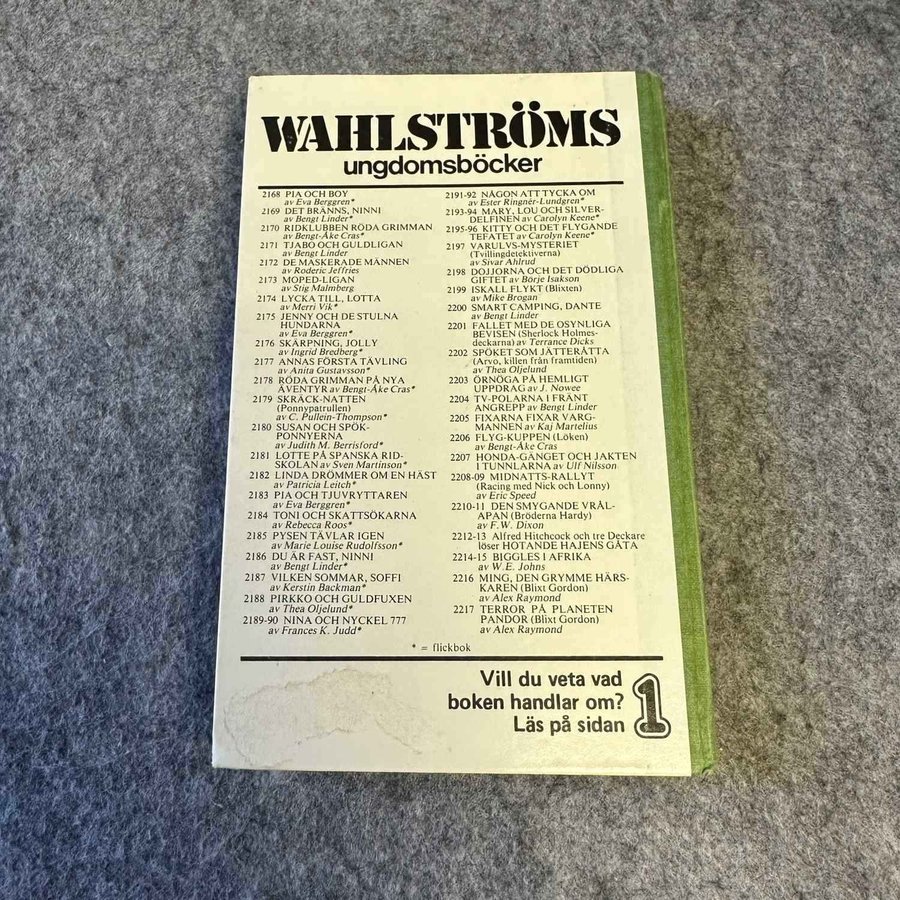 WAHLSTRÖMS
ungdomsböcker
2168 PIA OCH BOY
av Eva Berggren*
2169 DET BRÄNNS, NINNI
av Bengt Linder*
2170 RIDKLUBBEN RÖDA GRIMMAN
av Bengt-Åke Cras*
2171 TJABO OCH GULDLIGAN
av Bengt Linder
2172 DE MASKERADE MÄNNEN
av Roderic Jeffries
2173 MOPED-LIGAN
av Stig Malmberg
2174 LYCKA TILL, LOTTA
av Merri Vik*
2175 JENNY OCH DE STULNA
HUNDARNA
av Eva Berggren*
2176 SKÄRPNING, JOLLY
av Ingrid Bredberg*
2177 ANNAS FÖRSTA TÄVLING
av Anita Gustavsson*
2178 RÖDA GRIMMAN PÅ NYA
ÄVENTYR av Bengt-Åke Cras*
2179 SKRÄCK-NATTEN
(Ponnypatrullen)
av C. Pullein-Thompson*
2180 SUSAN OCH SPÖK-
PONNYERNA
av Judith M. Berrisford*
2181 LOTTE PÅ SPANSKA RID-
SKOLAN av Sven Martinson*
2182 LINDA DRÖMMER OM EN HÄST
av Patricia Leitch*
2183 PIA OCH TJUVRYTTAREN
av Eva Berggren*
2184 TONI OCH SKATTSÖKARNA
av Rebecca Roos*
2185 PYSEN TÄVLAR IGEN
av Marie Louise Rudolfsson*
2186 DU ÄR FAST, NINNI
av Bengt Linder*
2187 VILKEN SOMMAR, SOFFI
av Kerstin Backman*
2188 PIRKKO OCH GULDFUXEN
av Thea Oljelund*
2189-90 NINA OCH NYCKEL 777
av Frances K. Judd*
2191-92 NÅGON ATT TYCKA OM
av Ester Ringnér-Lundgren*
2193-94 MARY, LOU OCH SILVER-
DELFINEN av Carolyn Keene*
2195-96 KITTY OCH DET FLYGANDE
TEFATET av Carolyn Keene*
2197 VARULVS-MYSTERIET
(Tvillingdetektiverna)
av Sivar Ahlrud
2198 DOJJORNA OCH DET DÖDLIGA
GIFTET av Börje Isakson
2199 ISKALL FLYKT (Blixten)
av Mike Brogan
2200 SMART CAMPING, DANTE
av Bengt Linder
2201 FALLET MED DE OSYNLIGA
BEVISEN (Sherlock Holmes-
deckarna) av Terrance Dicks
2202 SPÖKET SOM JÄTTERÅTTA
(Arvo, killen från framtiden)
av Thea Oljelund
2203 ÖRNÖGA PÅ HEMLIGT
UPPDRAG av J. Nowee
2204 TV-POLARNA I FRÄNT
ANGREPP av Bengt Linder
2205 FIXARNA FIXAR VARG-
MANNEN av Kaj Martelius
2206 FLYG-KUPPEN (Löken)
av Bengt-Åke Cras
2207 HONDA-GÄNGET OCH JAKTEN
I TUNNLARNA av Ulf Nilsson
2208-09 MIDNATTS-RALLYT
(Racing med Nick och Lonny)
av Eric Speed
2210-11 DEN SMYGANDE VRÅL-
APAN (Bröderna Hardy)
av F.W. Dixon
2212-13 Alfred Hitchcock och tre Deckare
löser HOTANDE HAJENS GÅTA
2214-15 BIGGLES I AFRIKA
av W.E. Johns
2216 MING, DEN GRYMME HÄRS-
KAREN (Blixt Gordon)
av Alex Raymond
2217 TERROR PÅ PLANETEN
PANDOR (Blixt Gordon)
av Alex Raymond
* = flickbok
Vill du veta vad
boken handlar om?
Läs på sidan 1